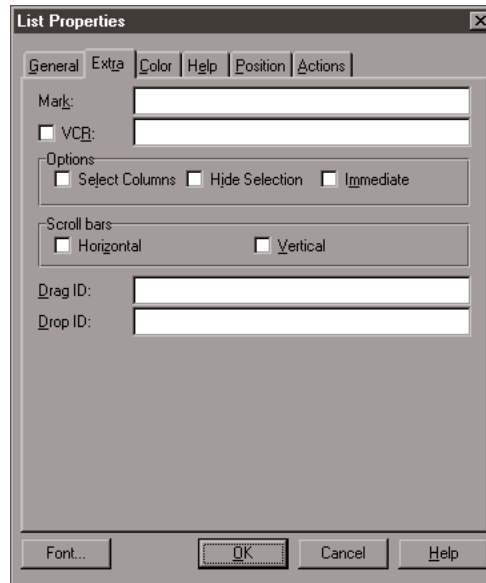 List Properties
General Extra Color Help Position Actions
Mark:
VCR:
Options
Select Columns Hide Selection Immediate
Scroll bars
Horizontal Vertical
Drag ID:
Drop ID:
Font... OK Cancel Help